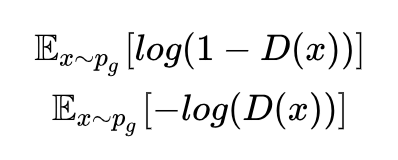 𝔼_{x∼p_g}[log(1 − D(x))]
𝔼_{x∼p_g}[−log(D(x))]